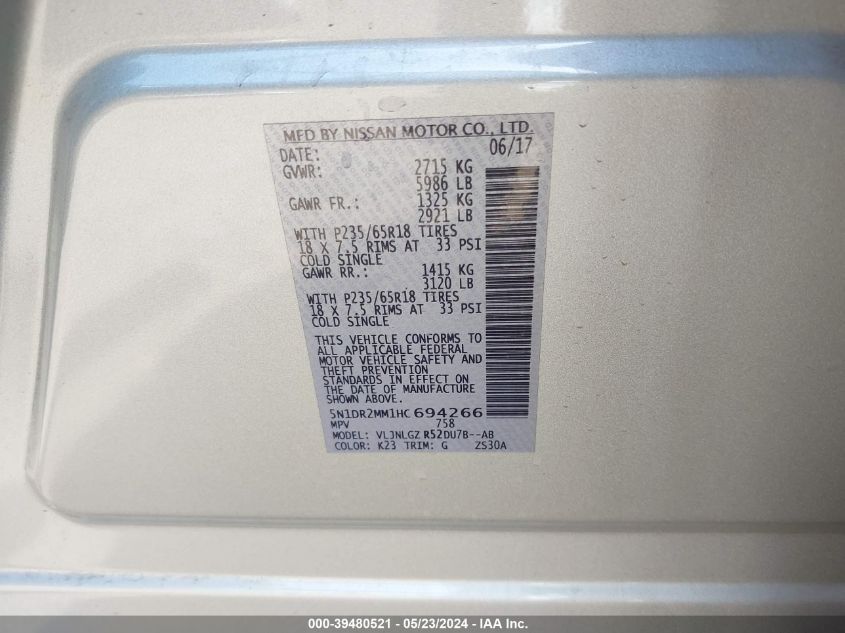 MFD BY NISSAN MOTOR CO., LTD.
DATE: 06/17
GVWR: 2715 KG
5986 LB
GAWR FR.: 1325 KG
2921 LB
WITH P235/65R18 TIRES
18 X 7.5 RIMS AT 33 PSI
COLD SINGLE
GAWR RR.: 1415 KG
3120 LB
WITH P235/65R18 TIRES
18 X 7.5 RIMS AT 33 PSI
COLD SINGLE
THIS VEHICLE CONFORMS TO
ALL APPLICABLE FEDERAL
MOTOR VEHICLE SAFETY AND
THEFT PREVENTION
STANDARDS IN EFFECT ON
THE DATE OF MANUFACTURE
SHOWN ABOVE.
5N1DR2MM1HC 694266
MPV 758
MODEL: VLJNLGZ R52DU7B--AB
COLOR: K23 TRIM: G ZS30A
000-39480521 - 05/23/2024 - IAA Inc.